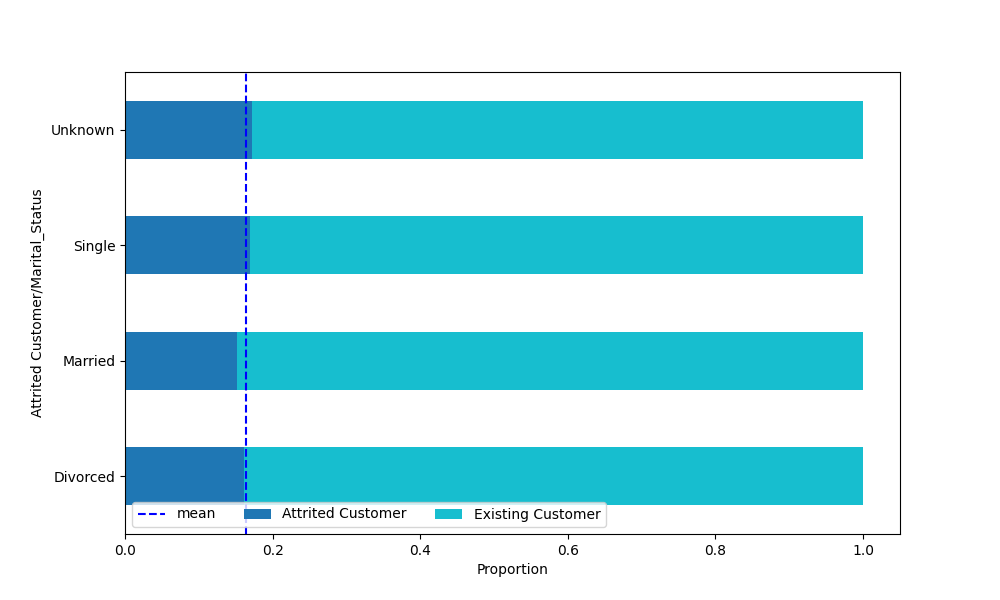 Attrited Customer/Marital_Status
Unknown
Single
Married
Divorced
mean
Attrited Customer
Existing Customer
0.0
0.2
0.4
0.6
0.8
1.0
Proportion